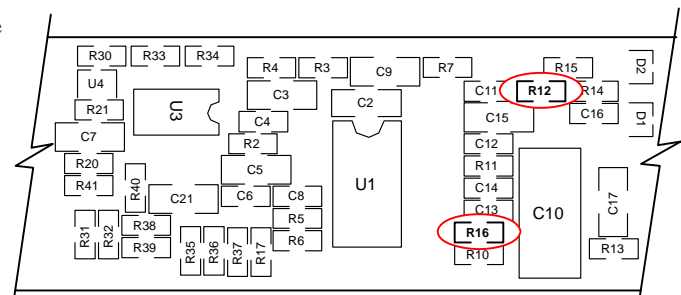 R30 R33 R34
R4 R3 C9 R7 R15 D2
U4 C3 C11 R12 R14
R21 U3 C2 C15 C16 D1
C7 C4
R2 C12
R20 C5 R11
R41 R40 U1 C14
C21 C6 C8 C13 C10 C17
R31 R32 R38 R5 R16
R39 R35 R36 R37 R17 R6 R10 R13